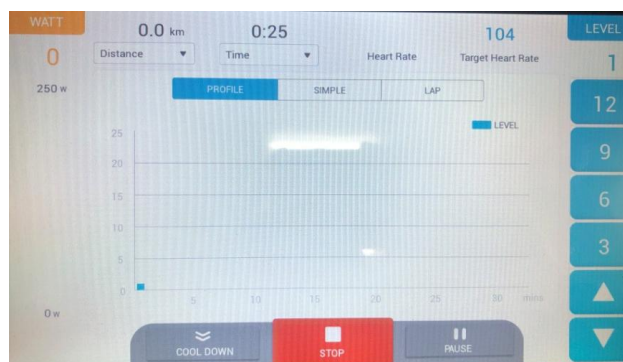 WATT
0
250 w
0 w
0.0 km
Distance
0:25
Time
Heart Rate
104
Target Heart Rate
LEVEL
1
PROFILE
SIMPLE
LAP
LEVEL
25
20
15
10
5
0
5
10
15
20
25
30
mins
12
9
6
3
COOL DOWN
STOP
PAUSE